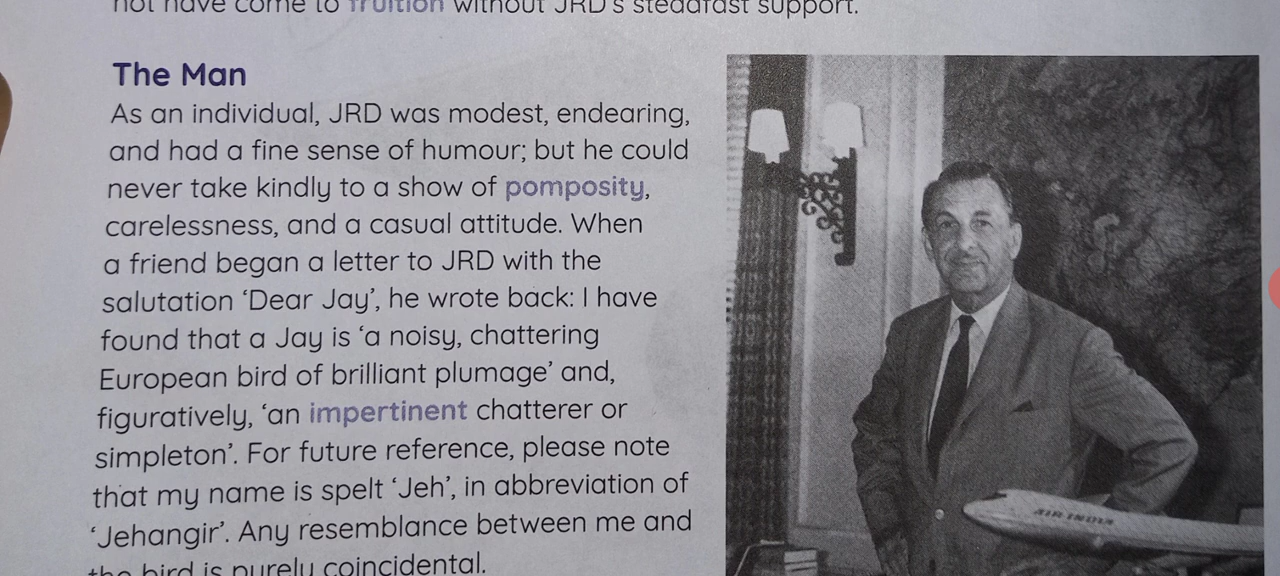 not have come to fruition without JRD's steadfast support.
The Man
As an individual, JRD was modest, endearing,
and had a fine sense of humour; but he could
never take kindly to a show of pomposity,
carelessness, and a casual attitude. When
a friend began a letter to JRD with the
salutation ‘Dear Jay’, he wrote back: I have
found that a Jay is ‘a noisy, chattering
European bird of brilliant plumage’ and,
figuratively, ‘an impertinent chatterer or
simpleton’. For future reference, please note
that my name is spelt ‘Jeh’, in abbreviation of
‘Jehangir’. Any resemblance between me and
the bird is purely coincidental.
AIR-INDIA